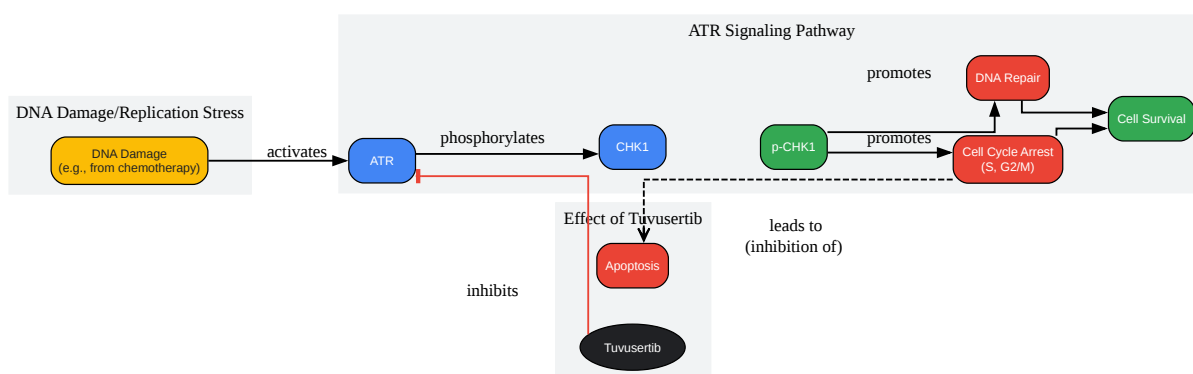 ATR Signaling Pathway
DNA Damage/Replication Stress
DNA Damage
(e.g., from chemotherapy)
activates
ATR
phosphorylates
CHK1
p-CHK1
promotes
promotes
DNA Repair
Cell Cycle Arrest
(S, G2/M)
Cell Survival
Effect of Tuvusertib
leads to
(inhibition of)
Apoptosis
inhibits
Tuvusertib